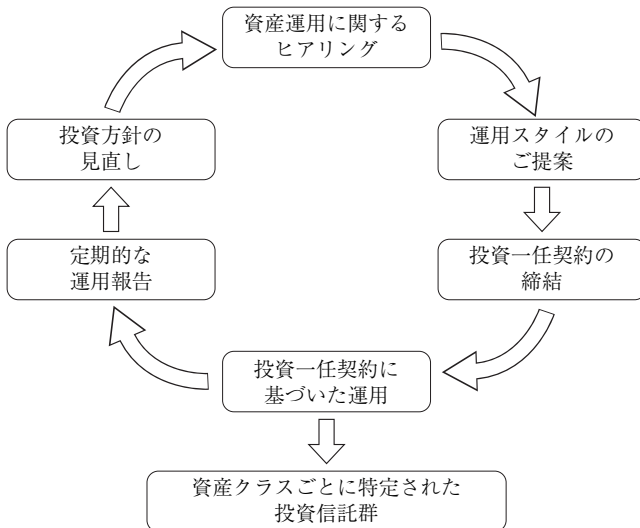 資産運用に関する
ヒアリング
運用スタイルの
ご提案
投資一任契約の
締結
投資一任契約に
基づいた運用
資産クラスごとに特定された
投資信託群
定期的な
運用報告
投資方針の
見直し